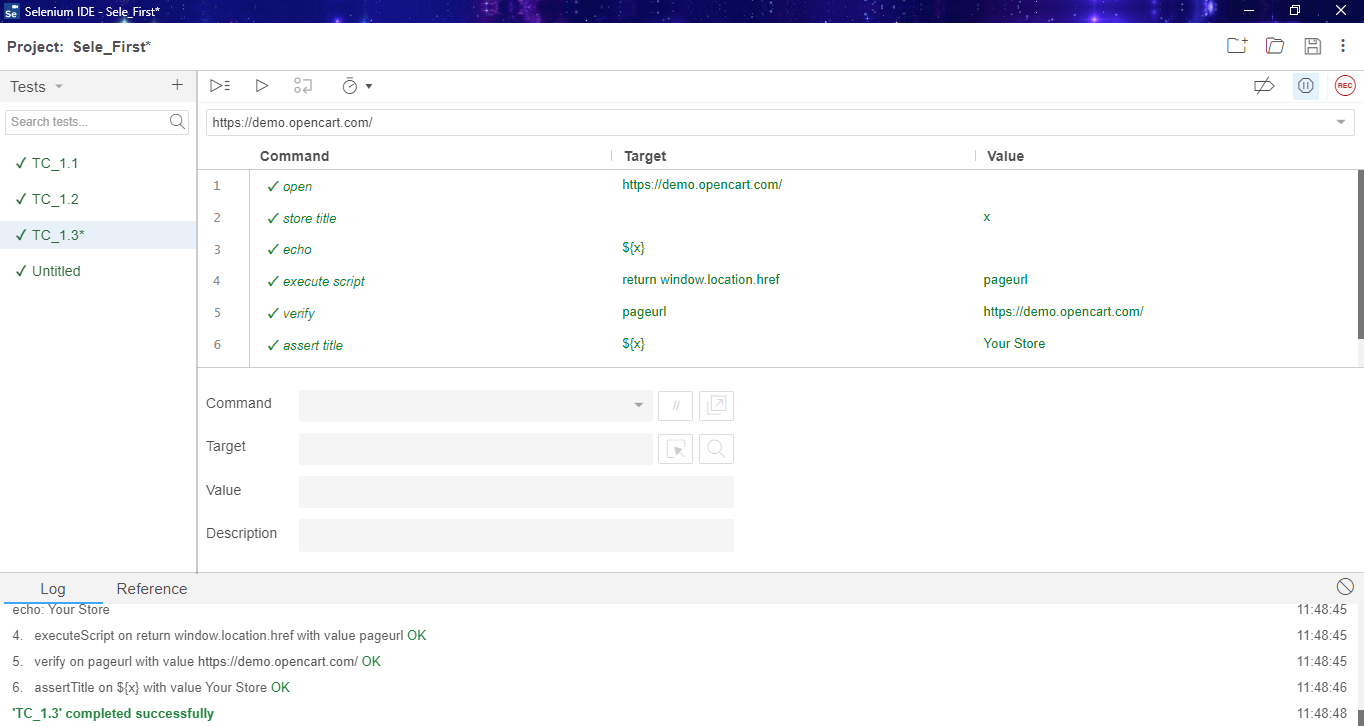 Se Selenium IDE - Sele_First*
Project: Sele_First*
Tests
Search tests...
✓ TC_1.1
✓ TC_1.2
✓ TC_1.3*
✓ Untitled
REC
https://demo.opencart.com/
Command Target Value
1 ✓ open https://demo.opencart.com/
2 ✓ store title x
3 ✓ echo ${x}
4 ✓ execute script return window.location.href pageurl
5 ✓ verify pageurl https://demo.opencart.com/
6 ✓ assert title ${x} Your Store
Command //
Target
Value
Description
Log Reference
echo: Your Store 11:48:45
4. executeScript on return window.location.href with value pageurl OK 11:48:45
5. verify on pageurl with value https://demo.opencart.com/ OK 11:48:45
6. assertTitle on ${x} with value Your Store OK 11:48:46
'TC_1.3' completed successfully 11:48:48